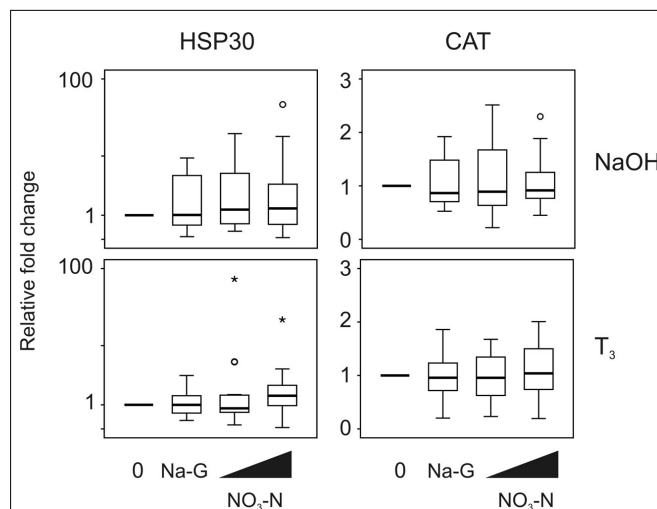 HSP30 CAT
100 3
2
1 1
0
NaOH
Relative fold change
100 3
2
1 1
0
T₃
0 Na-G 0 Na-G
NO₃-N NO₃-N